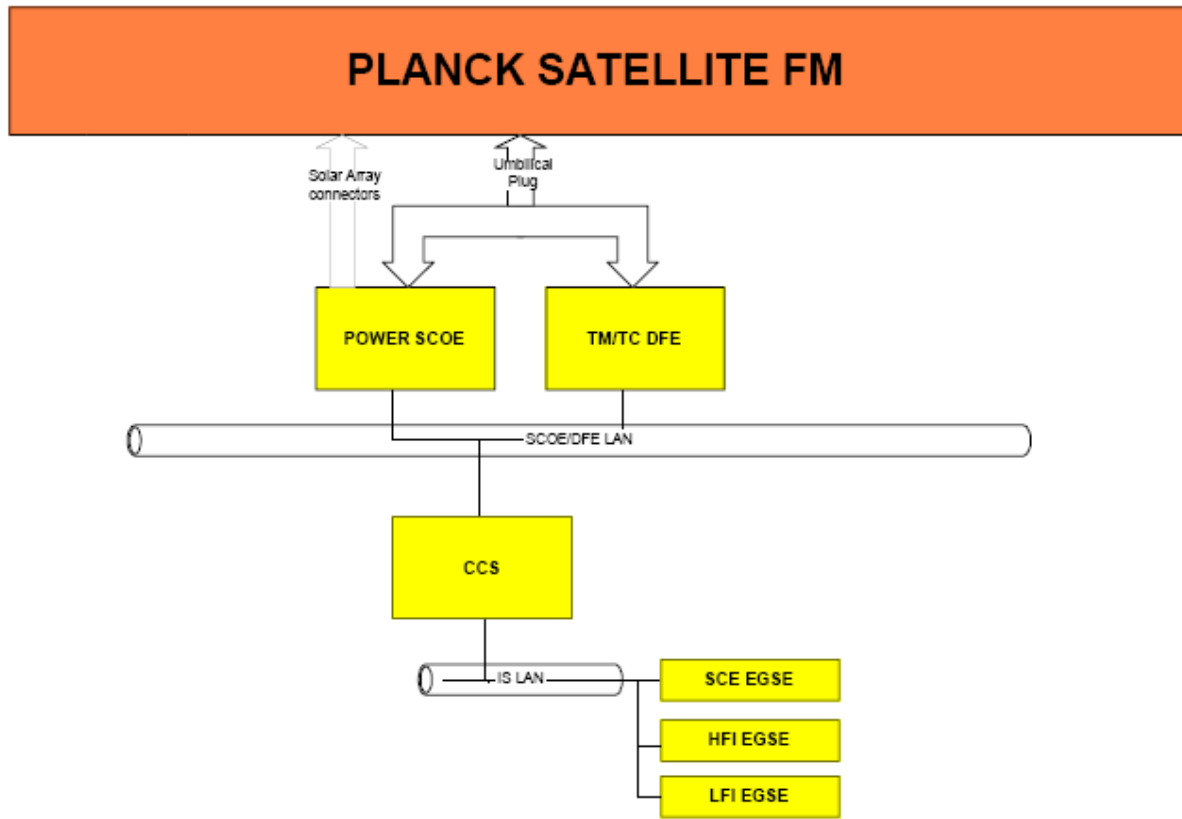 PLANCK SATELLITE FM
Solar Array
connectors
Umbilical
Plug
POWER SCOE
TM/TC DFE
SCOE/DFE LAN
CCS
IS LAN
SCE EGSE
HFI EGSE
LFI EGSE